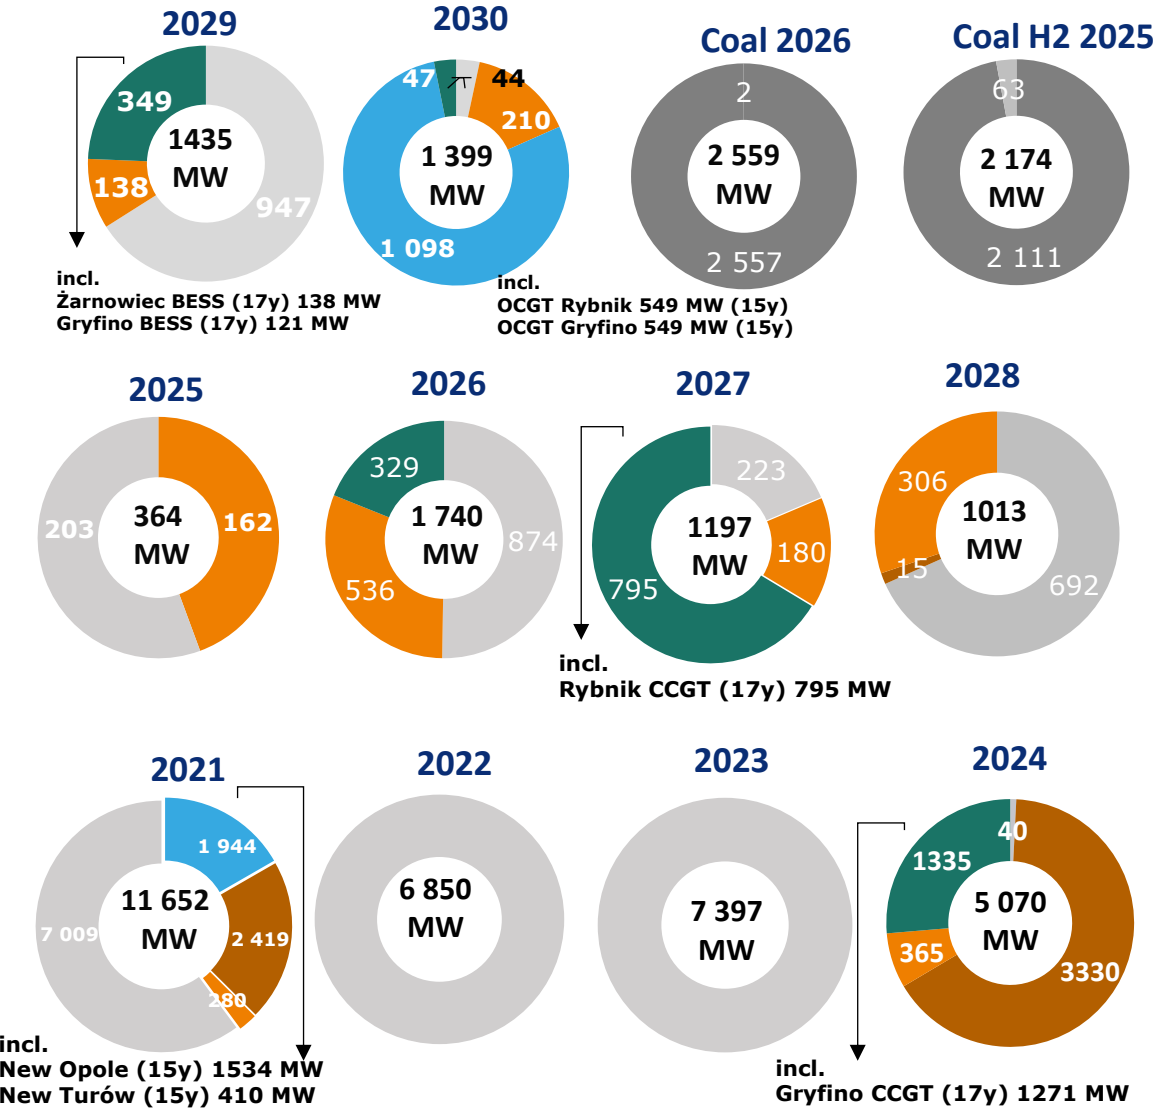 2029
349
1435
MW
138
947
incl.
Żarnowiec BESS (17y) 138 MW
Gryfino BESS (17y) 121 MW
2030
47
44
210
1 399
MW
1 098
incl.
OCGT Rybnik 549 MW (15y)
OCGT Gryfino 549 MW (15y)
Coal 2026
2
2 559
MW
2 557
Coal H2 2025
63
2 174
MW
2 111
2025
203
364
MW
162
2026
329
1 740
MW
874
536
2027
223
1197
MW
180
795
incl.
Rybnik CCGT (17y) 795 MW
2028
306
1013
MW
15
692
2021
1 944
11 652
MW
7 009
2 419
280
incl.
New Opole (15y) 1534 MW
New Turów (15y) 410 MW
2022
6 850
MW
2023
7 397
MW
2024
40
1335
5 070
MW
365
3330
incl.
Gryfino CCGT (17y) 1271 MW